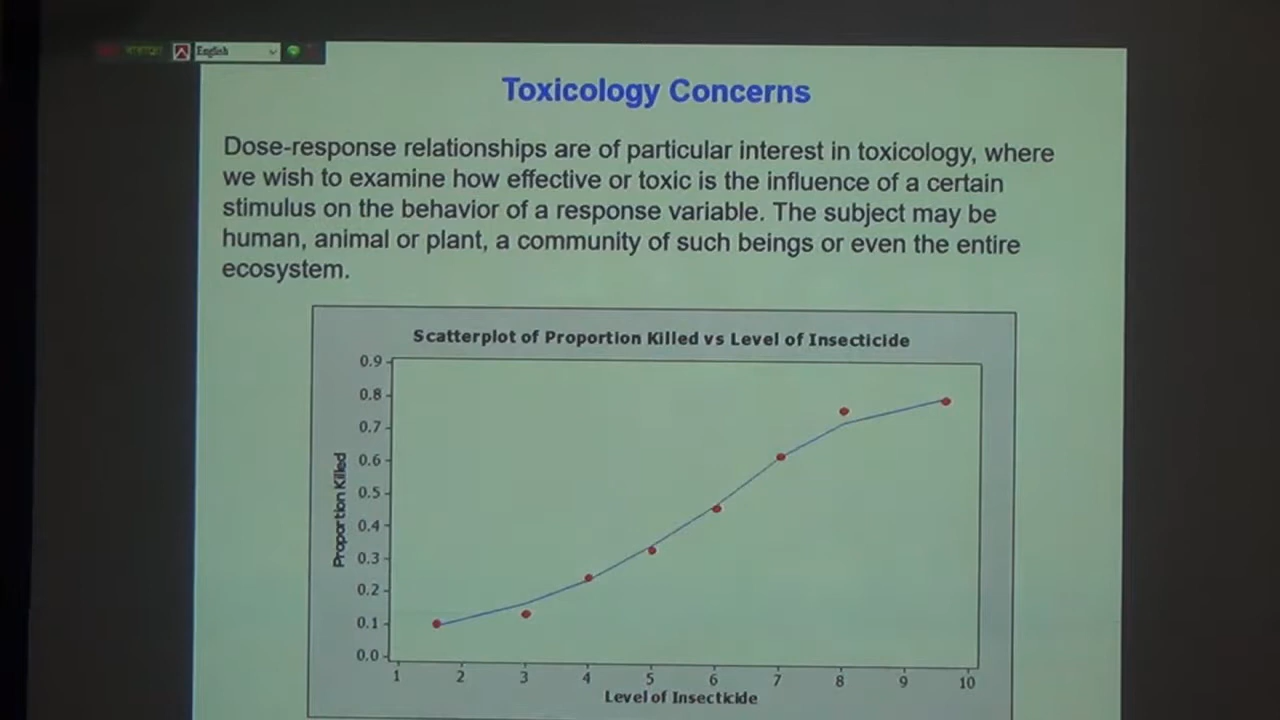 English
Toxicology Concerns
Dose-response relationships are of particular interest in toxicology, where
we wish to examine how effective or toxic is the influence of a certain
stimulus on the behavior of a response variable. The subject may be
human, animal or plant, a community of such beings or even the entire
ecosystem.
Scatterplot of Proportion Killed vs Level of Insecticide
0.9
0.8
0.7
0.6
0.5
0.4
0.3
0.2
0.1
0.0
Proportion Killed
1 2 3 4 5 6 7 8 9 10
Level of Insecticide